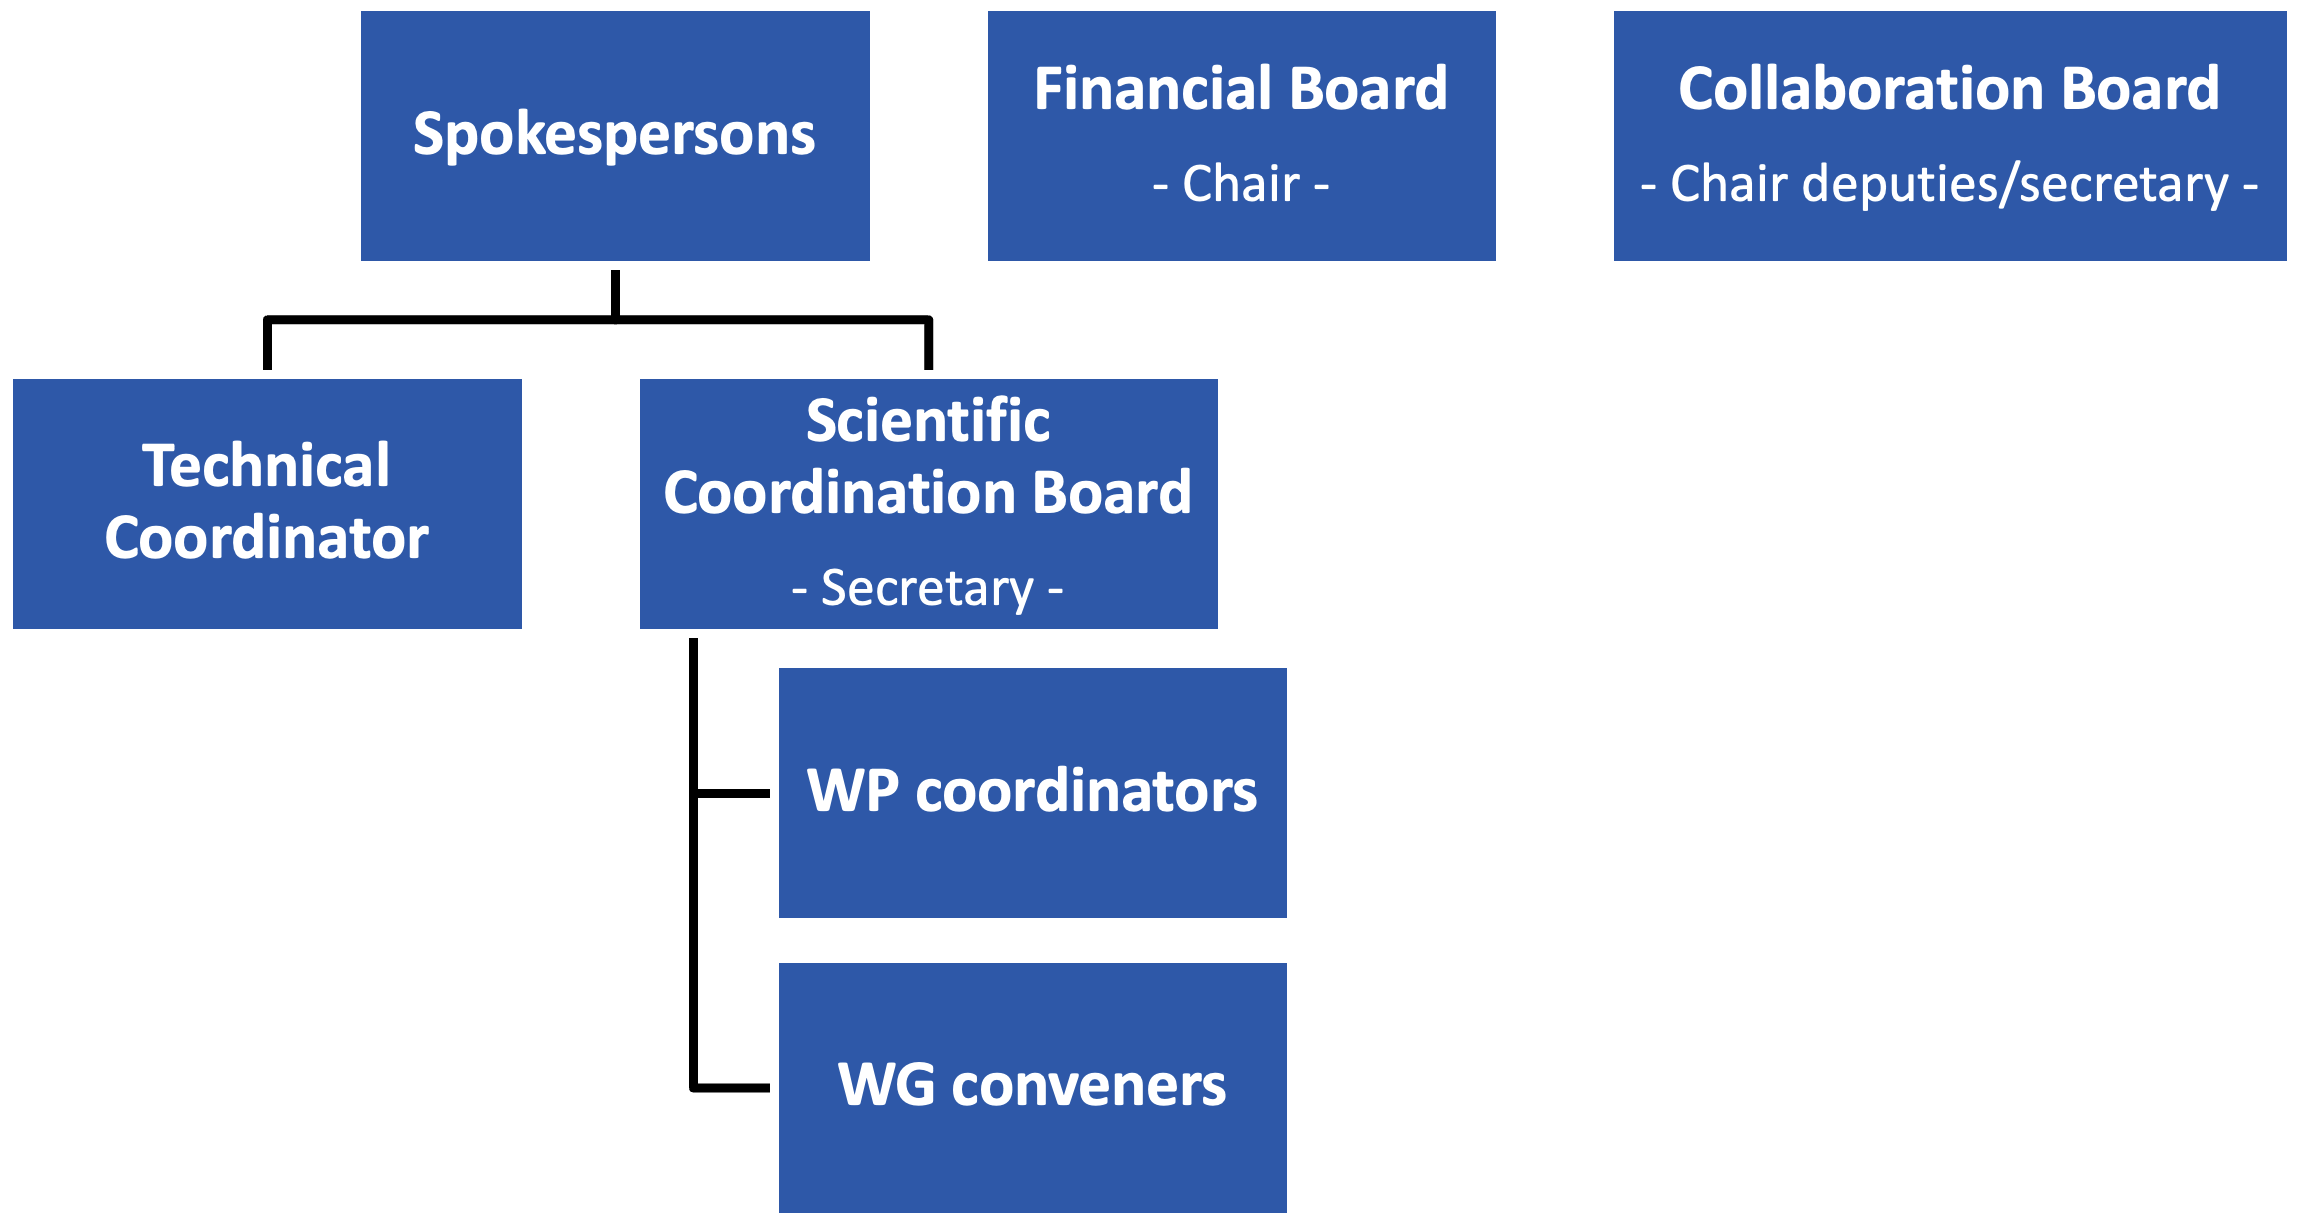 Spokespersons
Financial Board
- Chair -
Collaboration Board
- Chair deputies/secretary -
Technical
Coordinator
Scientific
Coordination Board
- Secretary -
WP coordinators
WG conveners